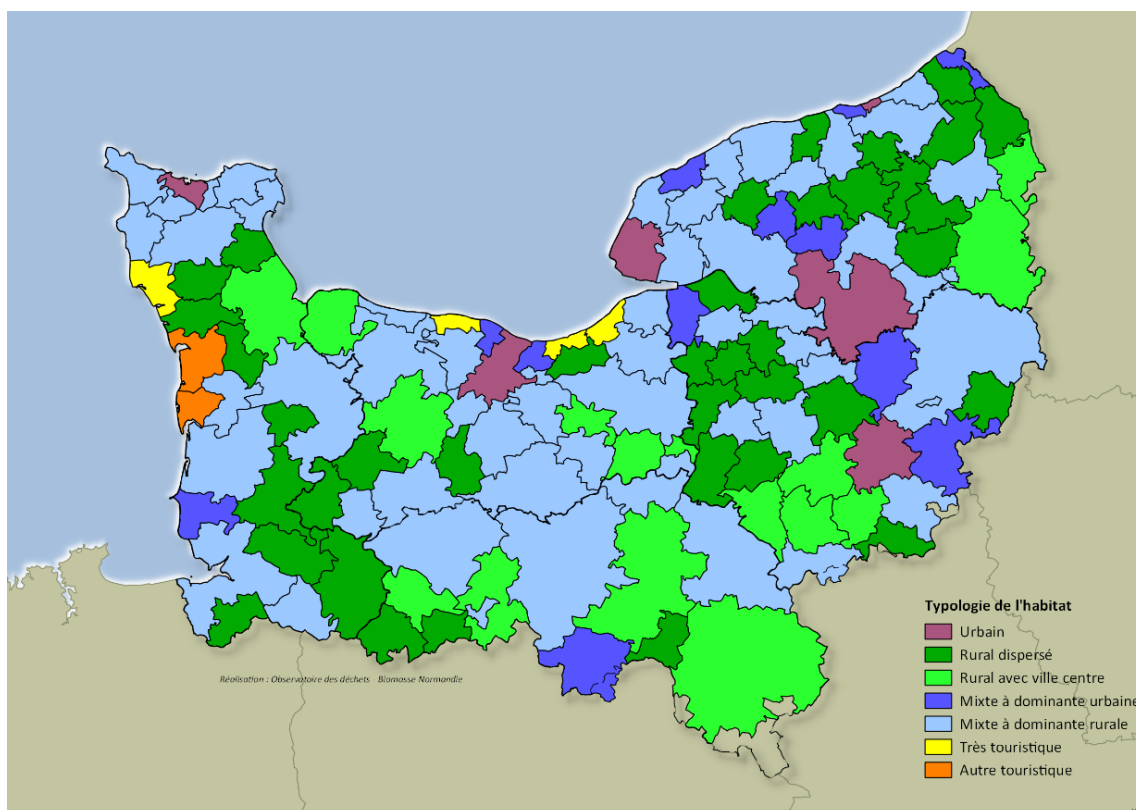 Typologie de l'habitat
Urbain
Rural dispersé
Rural avec ville centre
Mixte à dominante urbaine
Mixte à dominante rurale
Très touristique
Autre touristique
Réalisation : Observatoire des déchets Biomasse Normandie